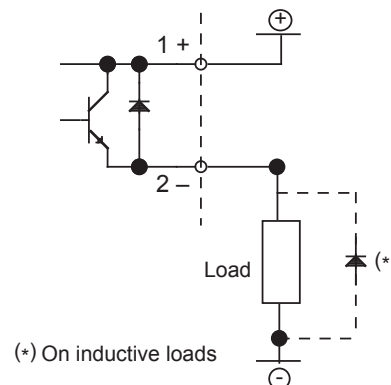 +
1 +
2 –
Load
(*
(*) On inductive loads
–